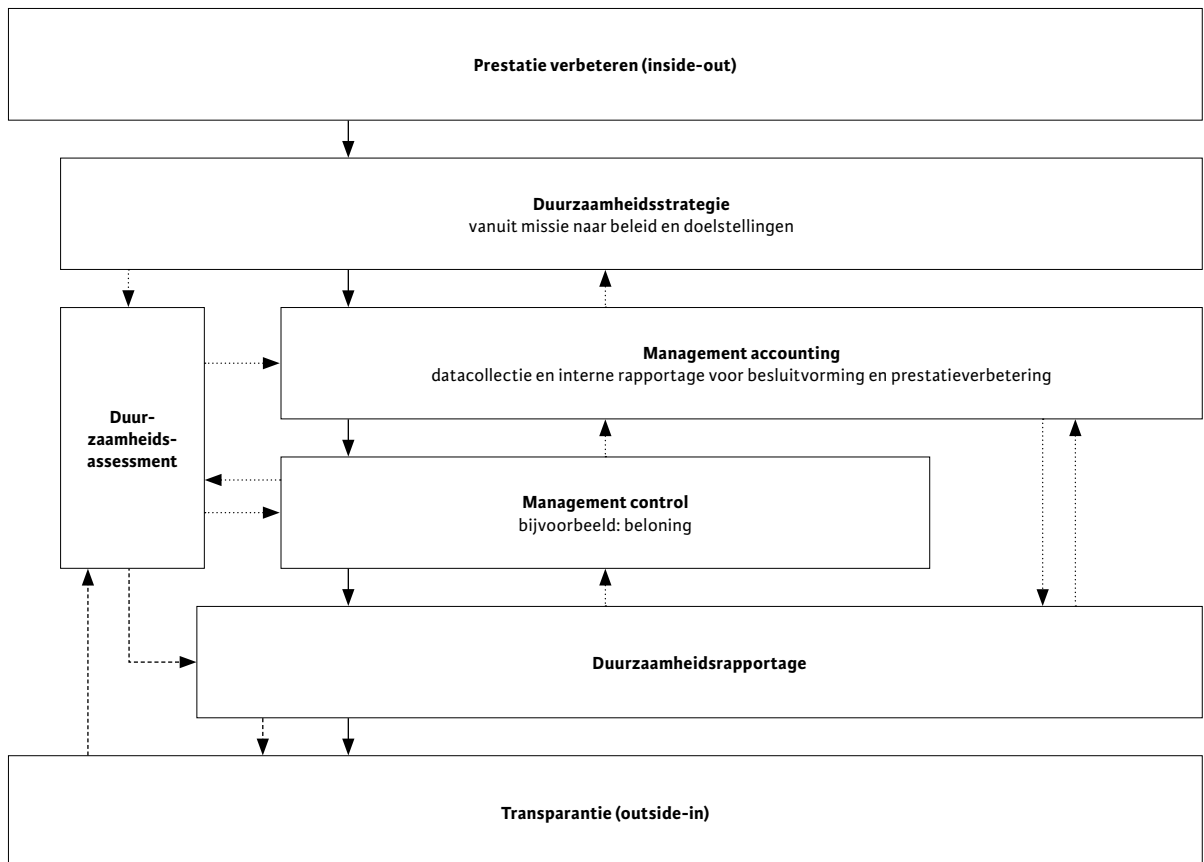 Prestatie verbeteren (inside-out)
Duurzaamheidsstrategie
vanuit missie naar beleid en doelstellingen
Management accounting
datacollectie en interne rapportage voor besluitvorming en prestatieverbetering
Duur-
zaamheids-
assessment
Management control
bijvoorbeeld: beloning
Duurzaamheidsrapportage
Transparantie (outside-in)